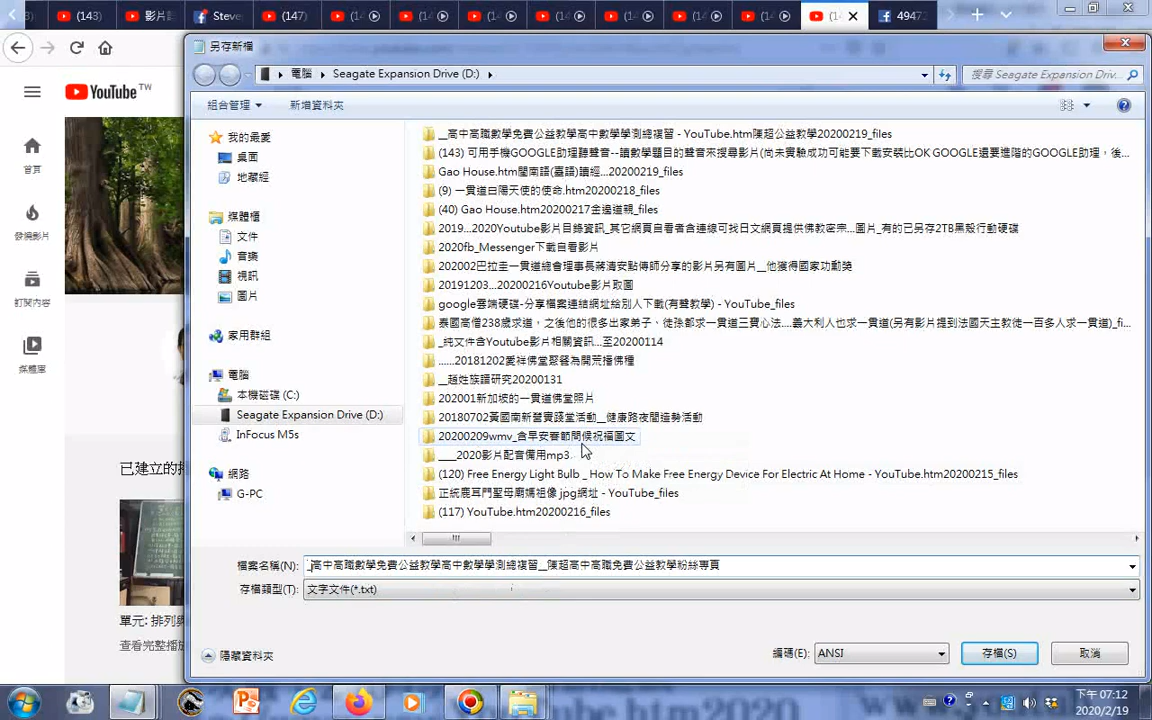 (143)
影片
Steve
(147)
49472
另存新檔
電腦 ▸ Seagate Expansion Drive (D:) ▸
搜尋 Seagate Expansion Driv...
YouTube TW
組合管理
新增資料夾
首頁
發燒影片
訂閱內容
媒體庫
我的最愛
桌面
地藏經
媒體櫃
文件
音樂
視訊
圖片
家用群組
電腦
本機磁碟 (C:)
Seagate Expansion Drive (D:)
InFocus M5s
網路
G-PC
__高中高職數學免費公益教學高中數學學測總複習 - YouTube.htm陳超公益教學20200219_files
(143) 可用手機GOOGLE助理聽聲音--讀數學題目的聲音來搜尋影片(尚未實驗成功可能要下載安裝比OK GOOGLE還要進階的GOOGLE助理，後...
Gao House.htm閩南語(臺語)讀經...20200219_files
(9) 一貫道白陽天使的使命.htm20200218_files
(40) Gao House.htm20200217金邊道親_files
2019...2020Youtube影片目錄資訊_其它網頁自看者含連線可找日文網頁提供佛教密宗...圖片_有的已另存2TB黑殼行動硬碟
2020fb_Messenger下載自看影片
202002巴拉圭一貫道總會理事長蔣清安點傳師分享的影片另有圖片__他獲得國家功勳獎
20191203...20200216Youtube影片取圖
google雲端硬碟-分享檔案連結網址給別人下載(有聲教學) - YouTube_files
泰國高僧238歲求道，之後他的很多出家弟子、徒孫都求一貫道三寶心法....義大利人也求一貫道(另有影片提到法國天主教徒一百多人求一貫道)_fi...
_純文件含Youtube影片相關資訊...至20200114
......20181202愛祥佛堂聚餐為開荒播佛種
__趙姓族譜研究20200131
202001新加坡的一貫道佛堂照片
20180702黃國南新營實踐堂活動__健康路夜間造勢活動
20200209wmv_含早安春節問候祝福圖文
___2020影片配音備用mp3.
(120) Free Energy Light Bulb _ How To Make Free Energy Device For Electric At Home - YouTube.htm20200215_files
正統鹿耳門聖母廟媽祖像 jpg網址 - YouTube_files
(117) YouTube.htm20200216_files
已建立的
單元: 排列
查看完整播
檔案名稱(N):
_高中高職數學免費公益教學高中數學學測總複習__陳超高中高職免費公益教學粉絲專頁
存檔類型(T):
文字文件(*.txt)
隱藏資料夾
編碼(E):
ANSI
存檔(S)
取消
下午 07:12
2020/2/19